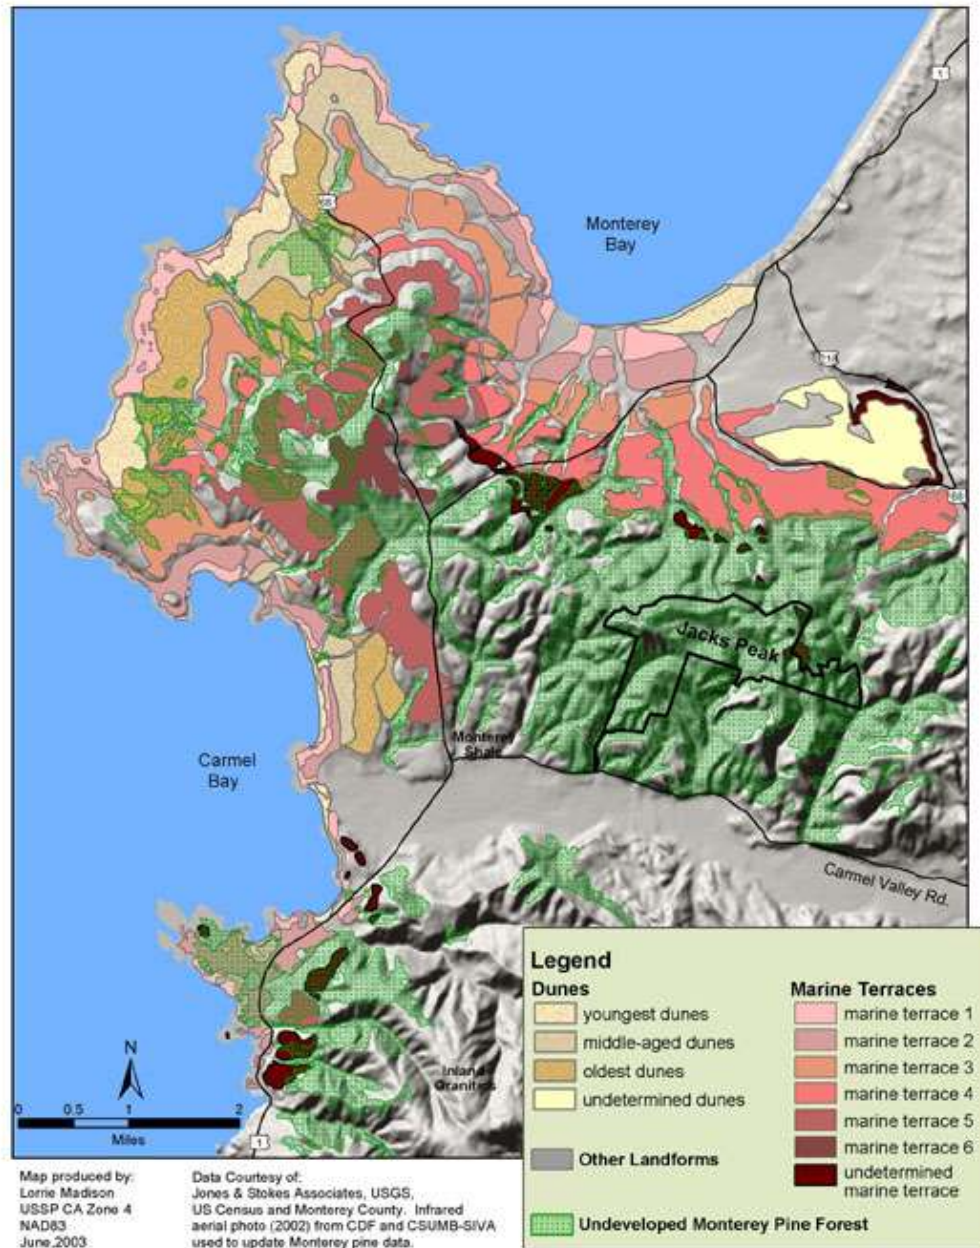 1
Monterey
Bay
68
218
68
Jacks Peak
Monterey
Shale
Carmel
Bay
Carmel Valley Rd.
Inland
Granitics
N
0 0.5 1 2
Miles
1
Legend
Dunes
youngest dunes
middle-aged dunes
oldest dunes
undetermined dunes
Other Landforms
Marine Terraces
marine terrace 1
marine terrace 2
marine terrace 3
marine terrace 4
marine terrace 5
marine terrace 6
undetermined
marine terrace
Undeveloped Monterey Pine Forest
Map produced by:
Lorrie Madison
USSP CA Zone 4
NAD83
June,2003
Data Courtesy of:
Jones & Stokes Associates, USGS,
US Census and Monterey County. Infrared
aerial photo (2002) from CDF and CSUMB-SIVA
used to update Monterey pine data.